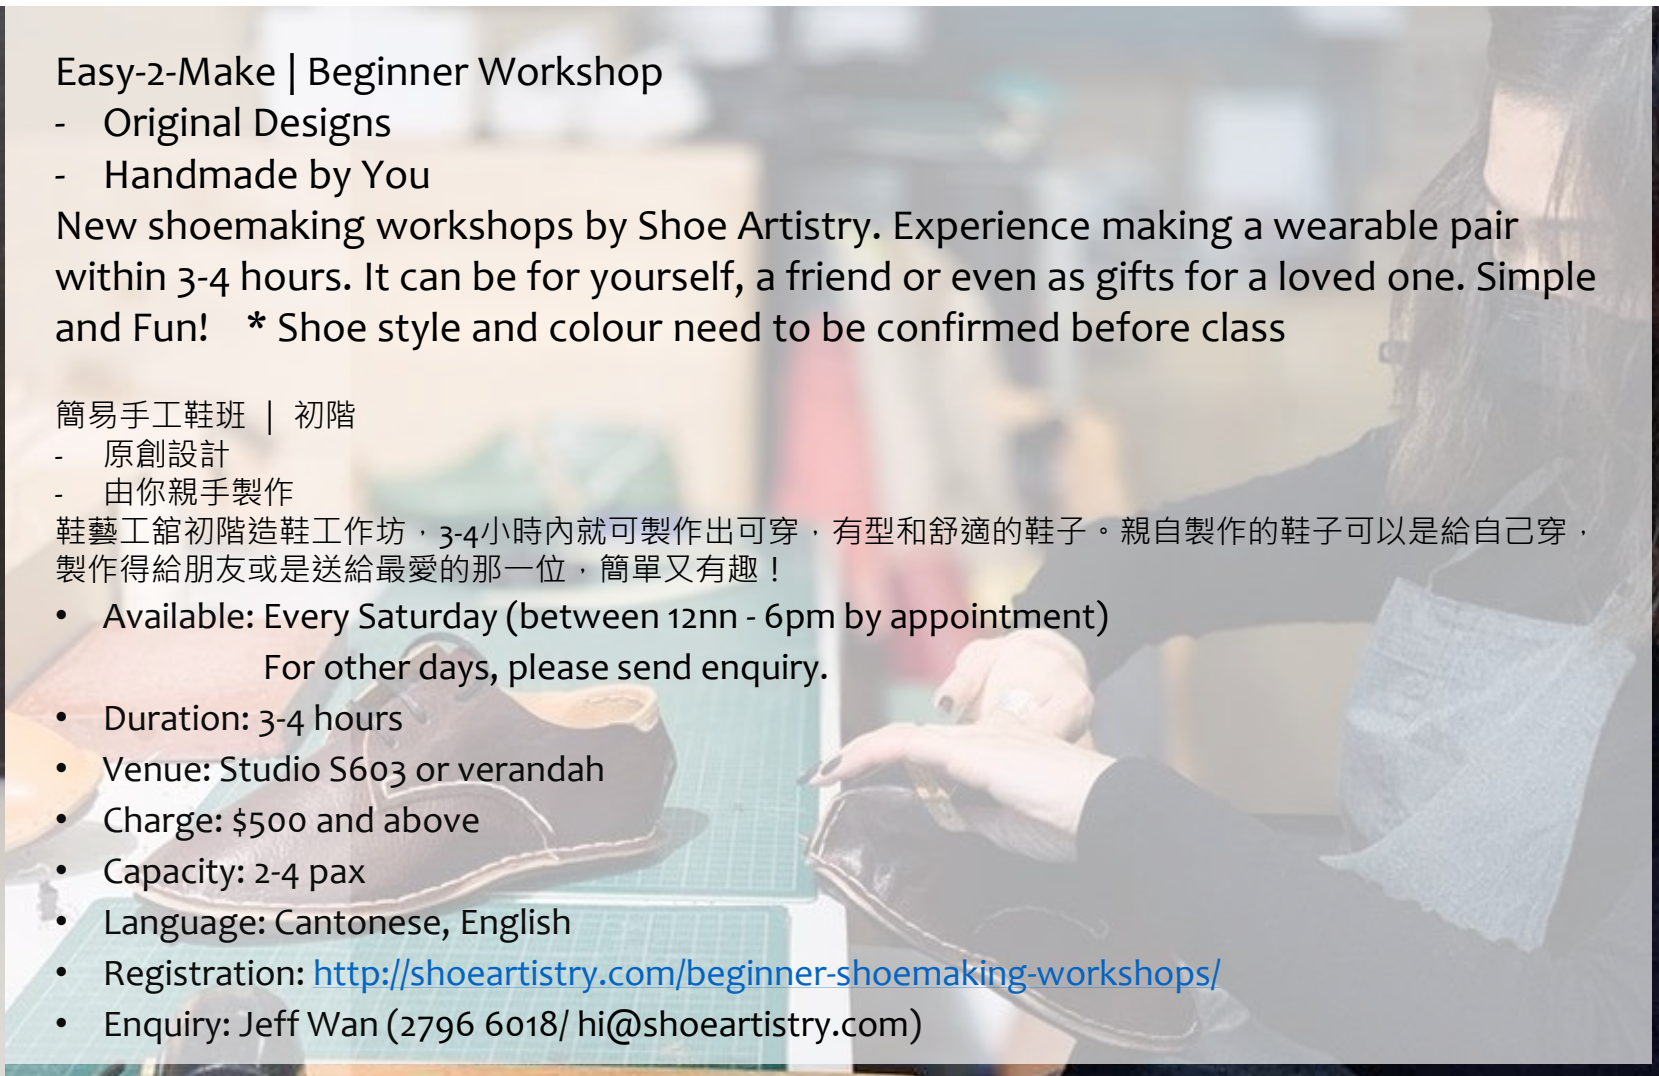 Easy-2-Make | Beginner Workshop
- Original Designs
- Handmade by You
New shoemaking workshops by Shoe Artistry. Experience making a wearable pair
within 3-4 hours. It can be for yourself, a friend or even as gifts for a loved one. Simple
and Fun! * Shoe style and colour need to be confirmed before class
簡易手工鞋班 | 初階
- 原創設計
- 由你親手製作
鞋藝工舘初階造鞋工作坊，3-4小時內就可製作出可穿，有型和舒適的鞋子。親自製作的鞋子可以是給自己穿，
製作得給朋友或是送給最愛的那一位，簡單又有趣！
• Available: Every Saturday (between 12nn - 6pm by appointment)
For other days, please send enquiry.
• Duration: 3-4 hours
• Venue: Studio S603 or verandah
• Charge: $500 and above
• Capacity: 2-4 pax
• Language: Cantonese, English
• Registration: http://shoeartistry.com/beginner-shoemaking-workshops/
• Enquiry: Jeff Wan (2796 6018/ hi@shoeartistry.com)